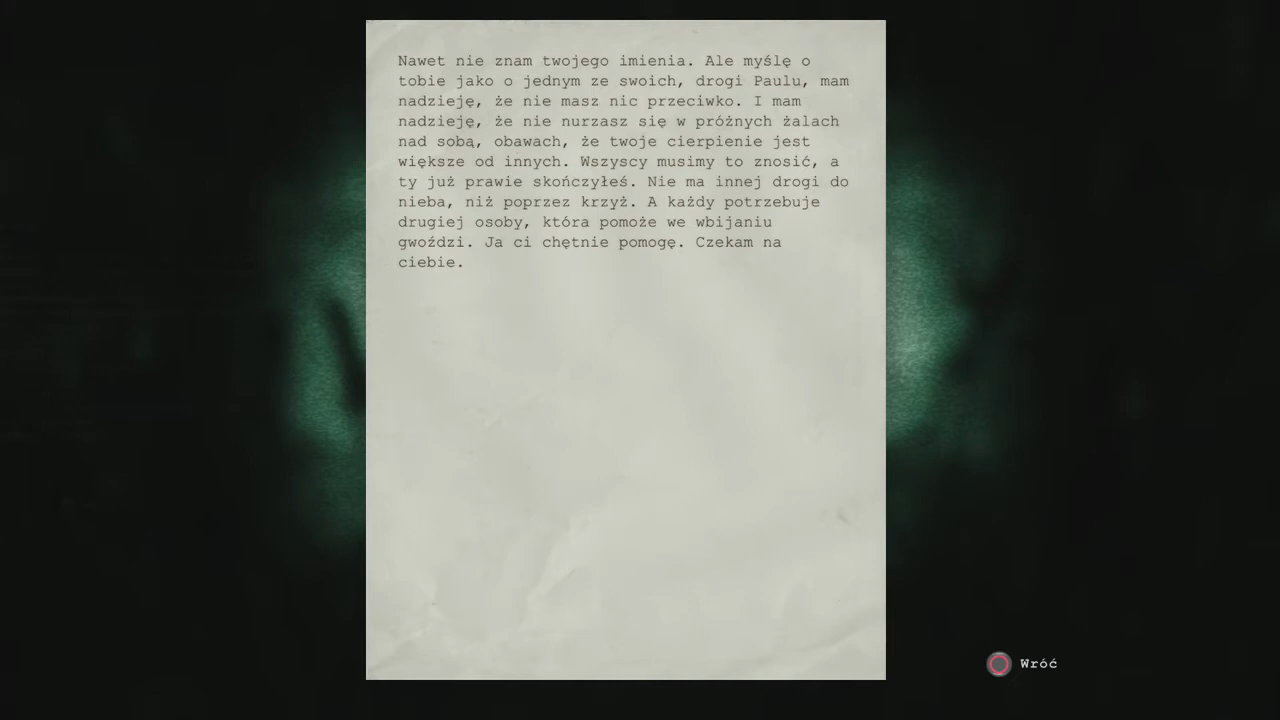 Nawet nie znam twojego imienia. Ale myślę o
tobie jako o jednym ze swoich, drogi Paulu, mam
nadzieję, że nie masz nic przeciwko. I mam
nadzieję, że nie nurzasz się w próżnych żalach
nad sobą, obawach, że twoje cierpienie jest
większe od innych. Wszyscy musimy to znosić, a
ty już prawie skończyłeś. Nie ma innej drogi do
nieba, niż poprzez krzyż. A każdy potrzebuje
drugiej osoby, która pomoże we wbijaniu
gwoździ. Ja ci chętnie pomogę. Czekam na
ciebie.
Wróć